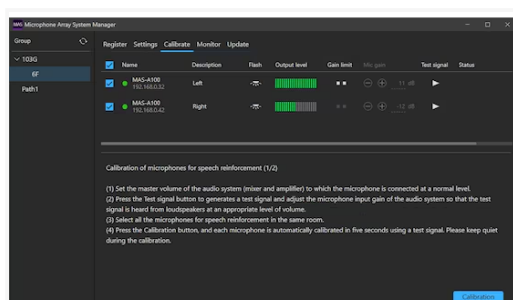 MAS Microphone Array System Manager
Group
Register Settings Calibrate Monitor Update
103G
6F
Path1
Name Description Flash Output level Gain limit Mic gain Test signal Status
MAS-A100
192.168.0.32
Left
11 dB
MAS-A100
192.168.0.42
Right
-12 dB
Calibration of microphones for speech reinforcement (1/2)
(1) Set the master volume of the audio system (mixer and amplifier) to which the microphone is connected at a normal level.
(2) Press the Test signal button to generates a test signal and adjust the microphone input gain of the audio system so that the test
signal is heard from loudspeakers at an appropriate level of volume.
(3) Select all the microphones for speech reinforcement in the same room.
(4) Press the Calibration button, and each microphone is automatically calibrated in five seconds using a test signal. Please keep quiet
during the calibration.
Calibration